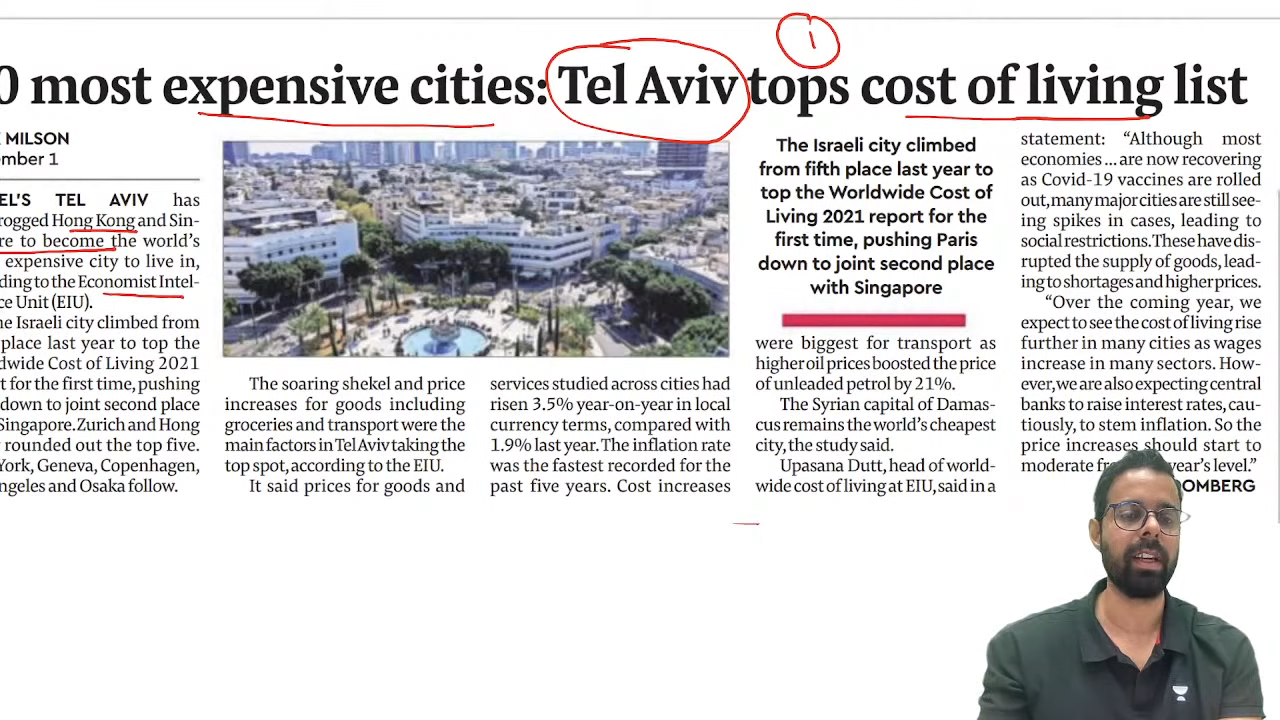 0 most expensive cities: Tel Aviv tops cost of living list
1
MILSON
ember 1
EL'S TEL AVIV has
rogged Hong Kong and Sin-
re to become the world's
expensive city to live in,
ding to the Economist Intel-
ce Unit (EIU).
e Israeli city climbed from
place last year to top the
dwide Cost of Living 2021
t for the first time, pushing
down to joint second place
Singapore. Zurich and Hong
rounded out the top five.
York, Geneva, Copenhagen,
ngeles and Osaka follow.
The soaring shekel and price
increases for goods including
groceries and transport were the
main factors in Tel Aviv taking the
top spot, according to the EIU.
It said prices for goods and
services studied across cities had
risen 3.5% year-on-year in local
currency terms, compared with
1.9% last year. The inflation rate
was the fastest recorded for the
past five years. Cost increases
The Israeli city climbed
from fifth place last year to
top the Worldwide Cost of
Living 2021 report for the
first time, pushing Paris
down to joint second place
with Singapore
were biggest for transport as
higher oil prices boosted the price
of unleaded petrol by 21%.
The Syrian capital of Damas-
cus remains the world's cheapest
city, the study said.
Upasana Dutt, head of world-
wide cost of living at EIU, said in a
statement: "Although most
economies... are now recovering
as Covid-19 vaccines are rolled
out, many major cities are still see-
ing spikes in cases, leading to
social restrictions. These have dis-
rupted the supply of goods, lead-
ing to shortages and higher prices.
"Over the coming year, we
expect to see the cost of living rise
further in many cities as wages
increase in many sectors. How-
ever, we are also expecting central
banks to raise interest rates, cau-
tiously, to stem inflation. So the
price increases should start to
moderate fr year's level."
OMBERG